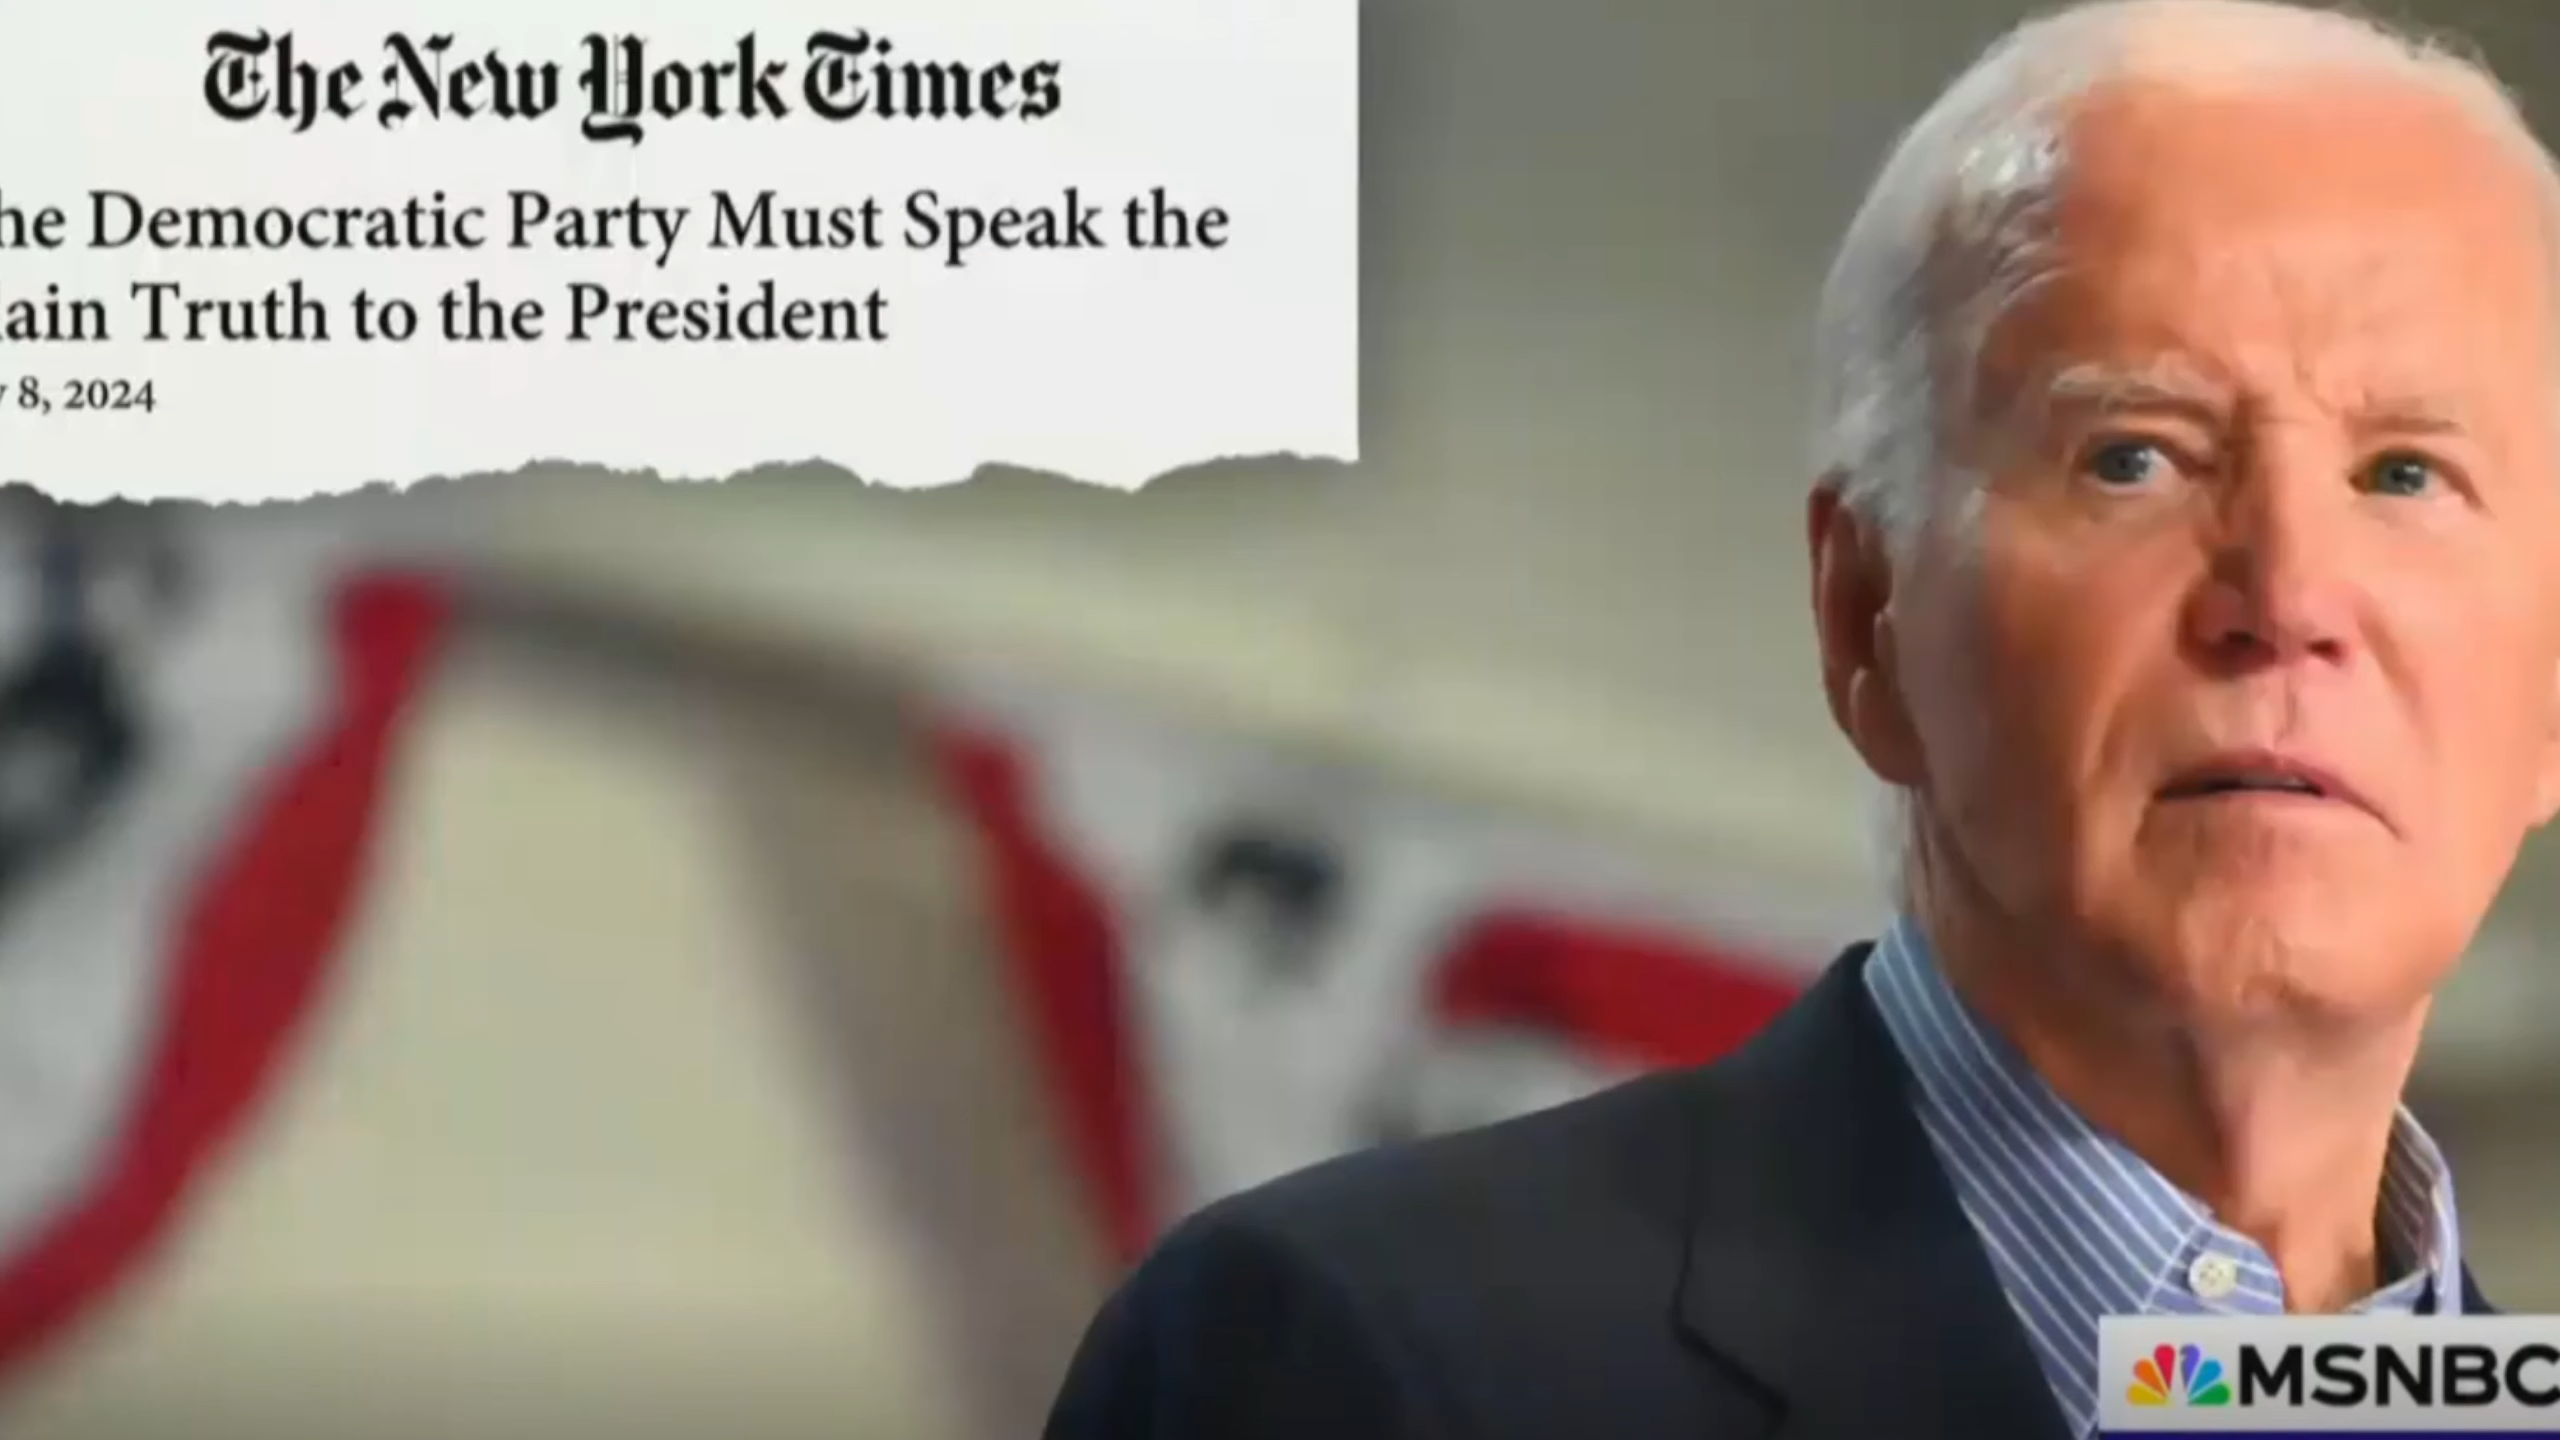 The New York Times
he Democratic Party Must Speak the
lain Truth to the President
y 8, 2024
MSNBC